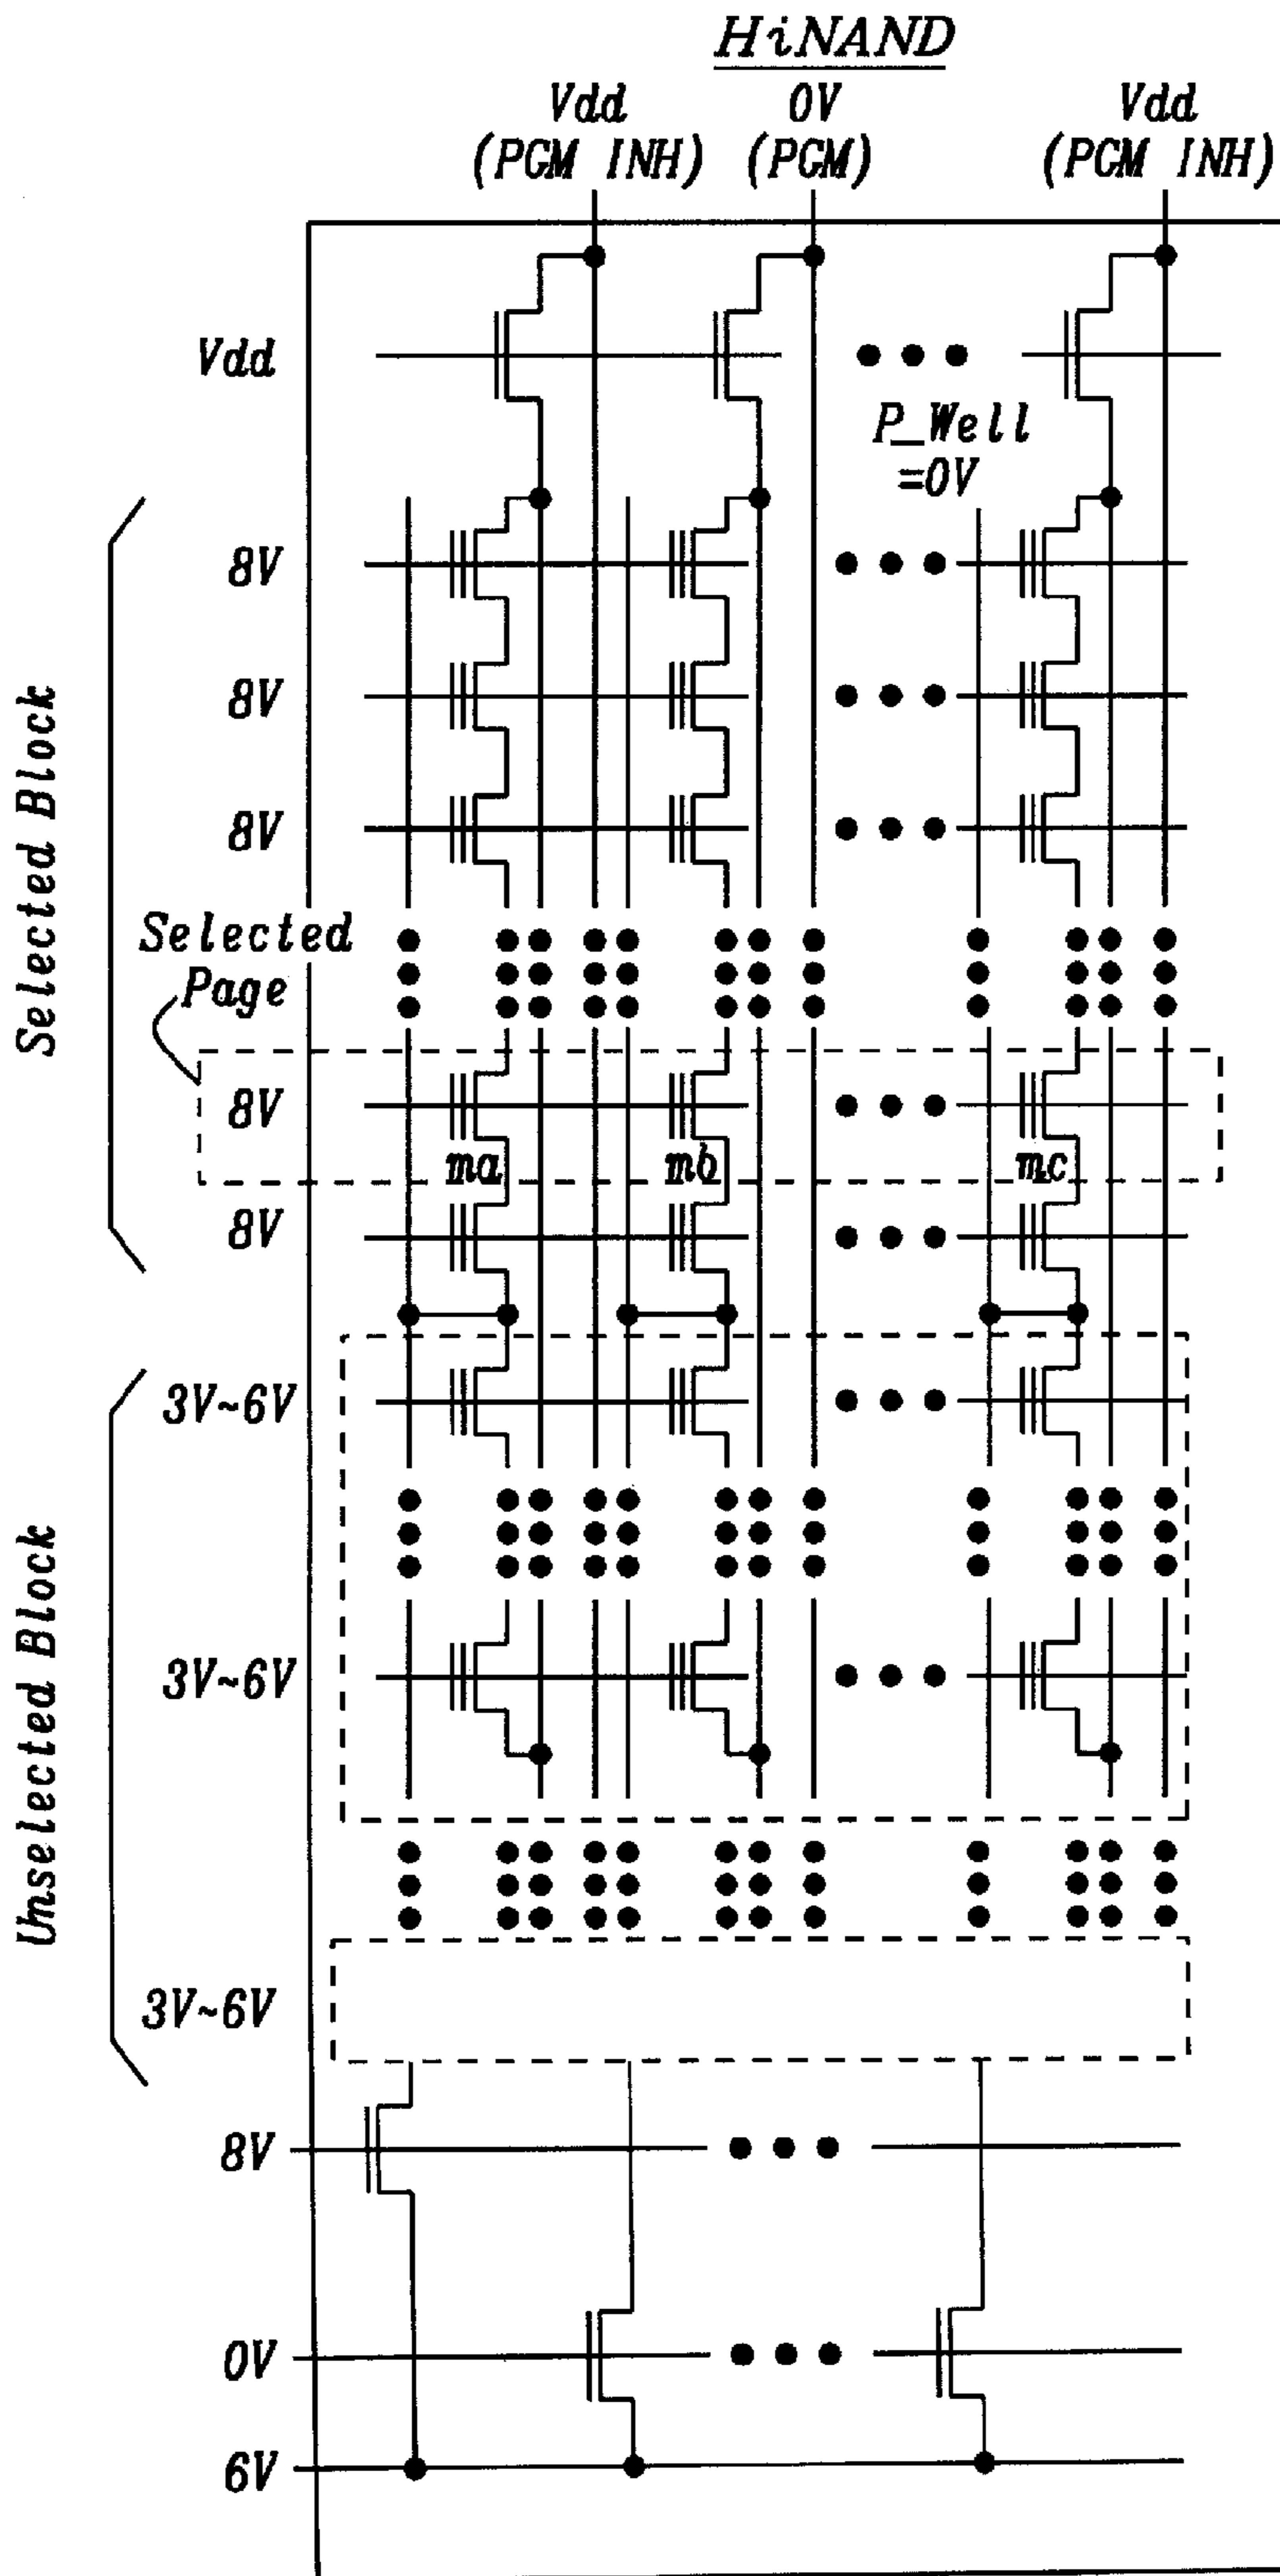 HiNAND
Vdd 0V Vdd
(PGM INH) (PGM) (PGM INH)
Vdd
P_Well
=0V
Selected Block
8V
8V
8V
Selected
Page
8V
ma mb mc
8V
Unselected Block
3V~6V
3V~6V
3V~6V
8V
0V
6V